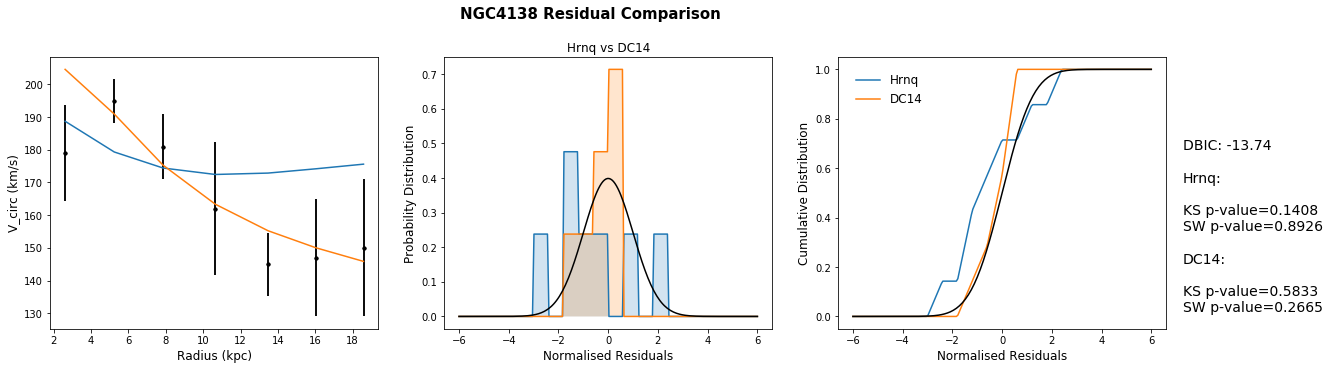 NGC4138 Residual Comparison
V_circ (km/s)
200
190
180
170
160
150
140
130
2 4 6 8 10 12 14 16 18
Radius (kpc)
Hrnq vs DC14
Probability Distribution
0.7
0.6
0.5
0.4
0.3
0.2
0.1
0.0
−6 −4 −2 0 2 4 6
Normalised Residuals
Cumulative Distribution
1.0
0.8
0.6
0.4
0.2
0.0
−6 −4 −2 0 2 4 6
Normalised Residuals
Hrnq
DC14
DBIC: -13.74
Hrnq:
KS p-value=0.1408
SW p-value=0.8926
DC14:
KS p-value=0.5833
SW p-value=0.2665